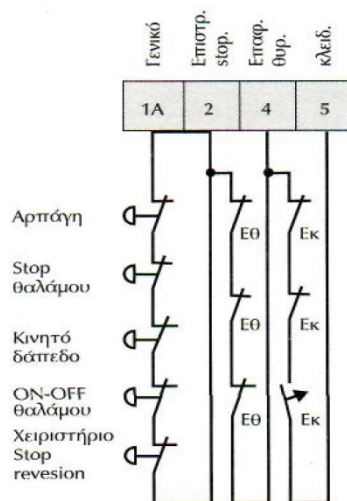 Γενικό
Επιστρ.
stop.
Επαφ.
θυρ.
κλειδ.
1A 2 4 5
Αρπάγη
Εθ Εκ
Stop
θαλάμου
Εθ Εκ
Κινητό
δάπεδο
ON-OFF
θαλάμου
Εθ Εκ
Χειριστήριο
Stop
revesion